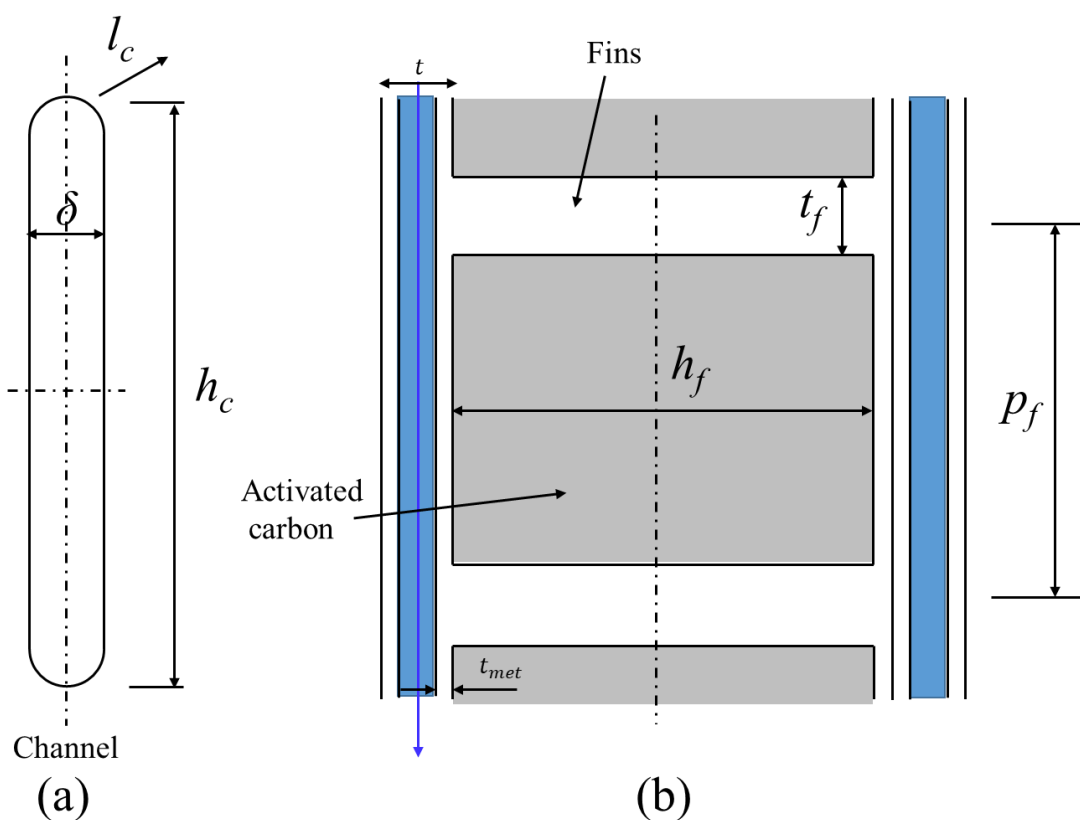 l_c
δ
h_c
Channel
(a)
t
Fins
t_f
h_f
p_f
Activated
carbon
t_met
(b)